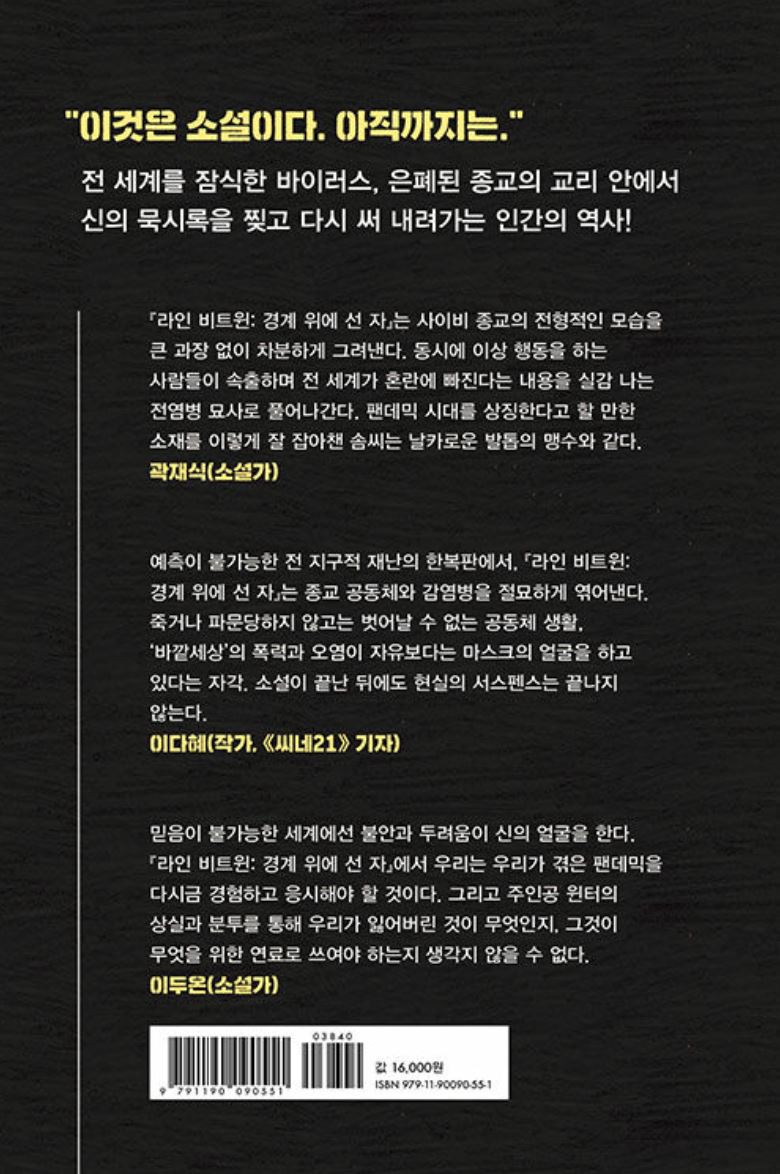 "이것은 소설이다. 아직까지는."
전 세계를 잠식한 바이러스, 은폐된 종교의 교리 안에서
신의 묵시록을 찢고 다시 써 내려가는 인간의 역사!
『라인 비트윈: 경계 위에 선 자』는 사이비 종교의 전형적인 모습을
큰 과장 없이 차분하게 그려낸다. 동시에 이상 행동을 하는
사람들이 속출하며 전 세계가 혼란에 빠진다는 내용을 실감 나는
전염병 묘사로 풀어나간다. 팬데믹 시대를 상징한다고 할 만한
소재를 이렇게 잘 잡아챈 솜씨는 날카로운 발톱의 맹수와 같다.
곽재식(소설가)
예측이 불가능한 전 지구적 재난의 한복판에서, 『라인 비트윈:
경계 위에 선 자』는 종교 공동체와 감염병을 절묘하게 엮어낸다.
죽거나 파문당하지 않고는 벗어날 수 없는 공동체 생활,
'바깥세상'의 폭력과 오염이 자유보다는 마스크의 얼굴을 하고
있다는 자각. 소설이 끝난 뒤에도 현실의 서스펜스는 끝나지
않는다.
이다혜(작가, 《씨네21》 기자)
믿음이 불가능한 세계에선 불안과 두려움이 신의 얼굴을 한다.
『라인 비트윈: 경계 위에 선 자』에서 우리는 우리가 겪은 팬데믹을
다시금 경험하고 응시해야 할 것이다. 그리고 주인공 윈터의
상실과 분투를 통해 우리가 잃어버린 것이 무엇인지, 그것이
무엇을 위한 연료로 쓰여야 하는지 생각지 않을 수 없다.
이두온(소설가)
03840
값 16,000원
ISBN 979-11-90090-55-1
9 791190 090551